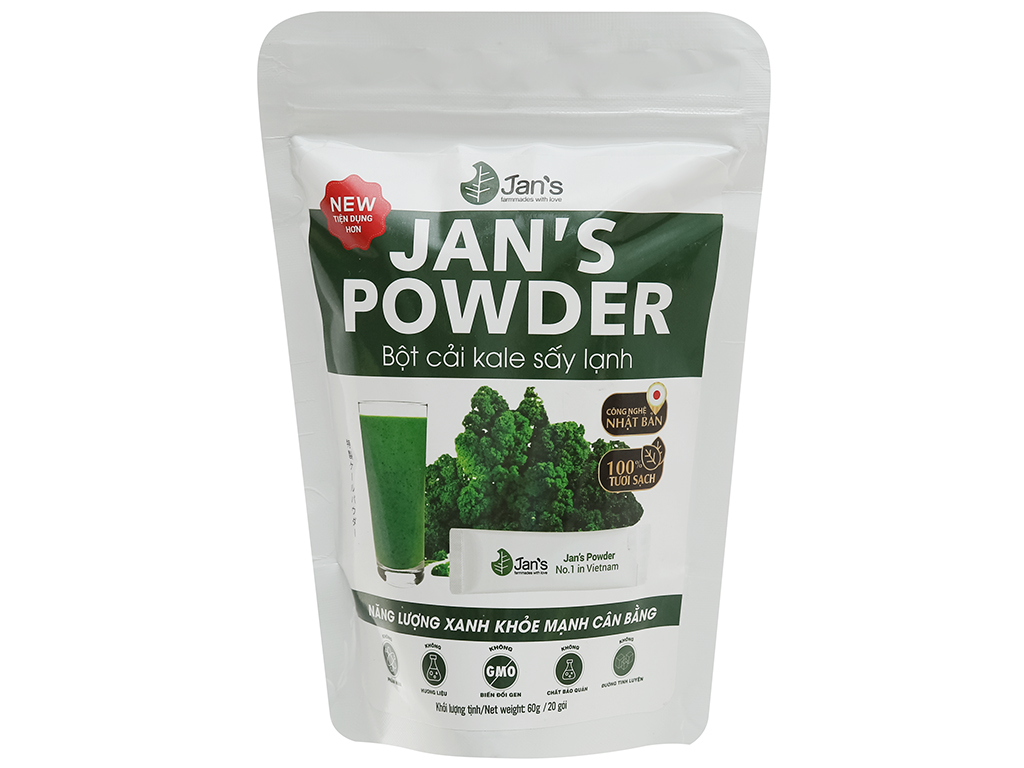 Jan's
farmmades with love
NEW
TIỆN DỤNG
HƠN
JAN'S
POWDER
Bột cải kale sấy lạnh
CÔNG NGHỆ
NHẬT BẢN
100%
TƯƠI SẠCH
Jan's
farmmades with love
Jan's Powder
No.1 in Vietnam
NĂNG LƯỢNG XANH KHỎE MẠNH CÂN BẰNG
KHÔNG
HƯƠNG LIỆU
KHÔNG
GMO
BIẾN ĐỔI GEN
KHÔNG
CHẤT BẢO QUẢN
KHÔNG
ĐƯỜNG TINH LUYỆN
Khối lượng tịnh/Net weight: 60g / 20 gói